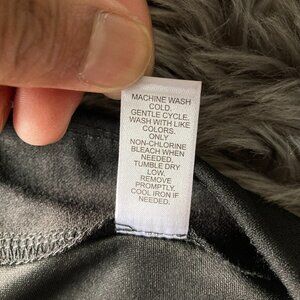 MACHINE WASH
COLD.
GENTLE CYCLE.
WASH WITH LIKE
COLORS.
ONLY
NON-CHLORINE
BLEACH WHEN
NEEDED.
TUMBLE DRY
LOW.
REMOVE
PROMPTLY.
COOL IRON IF
NEEDED.